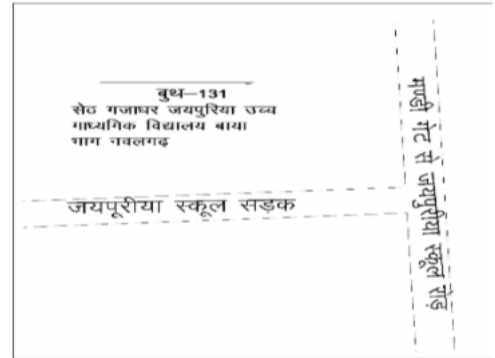 बुथ–131
सेठ गजाधर जयपुरिया उच्च
माध्यमिक विद्यालय बाया
भाग नवलगढ़
जयपूरीया स्कूल सड़क
मण्डी गेट से जयपुरीया स्कूल रोड़